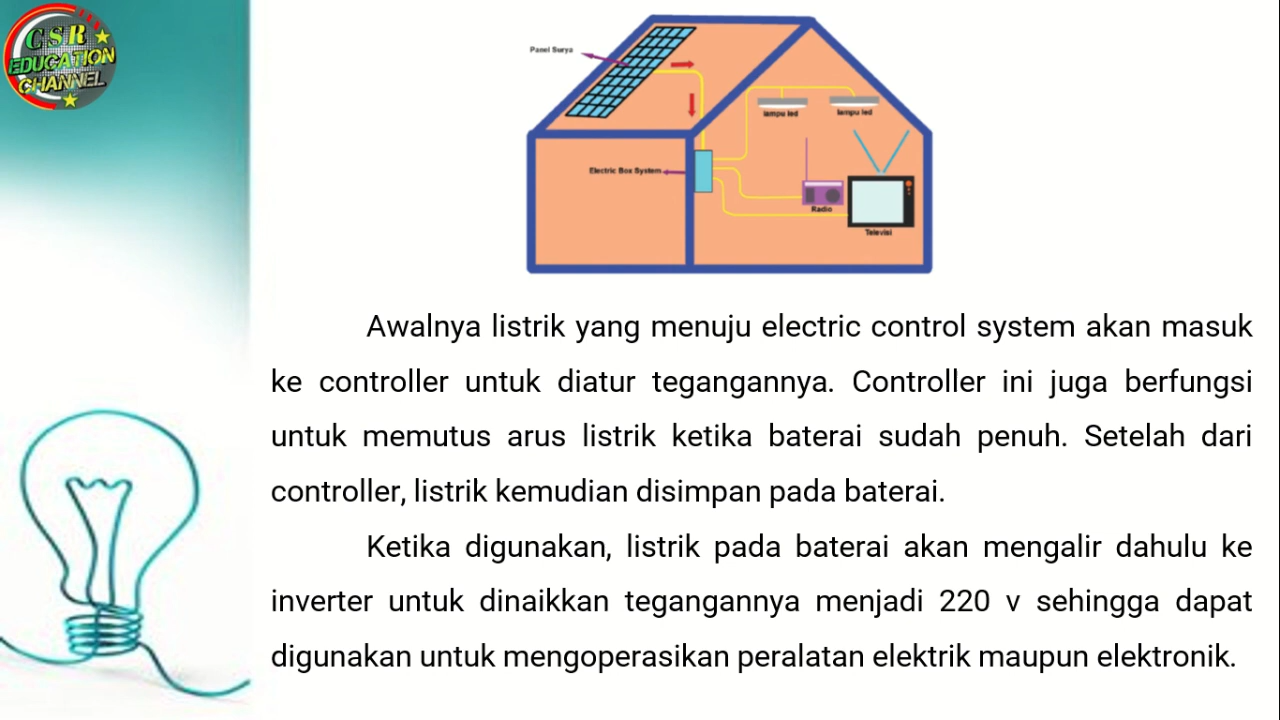 CSR
EDUCATION
CHANNEL
Panel Surya
lampu led
lampu led
Electric Box System
Radio
Televisi
Awalnya listrik yang menuju electric control system akan masuk
ke controller untuk diatur tegangannya. Controller ini juga berfungsi
untuk memutus arus listrik ketika baterai sudah penuh. Setelah dari
controller, listrik kemudian disimpan pada baterai.
Ketika digunakan, listrik pada baterai akan mengalir dahulu ke
inverter untuk dinaikkan tegangannya menjadi 220 v sehingga dapat
digunakan untuk mengoperasikan peralatan elektrik maupun elektronik.